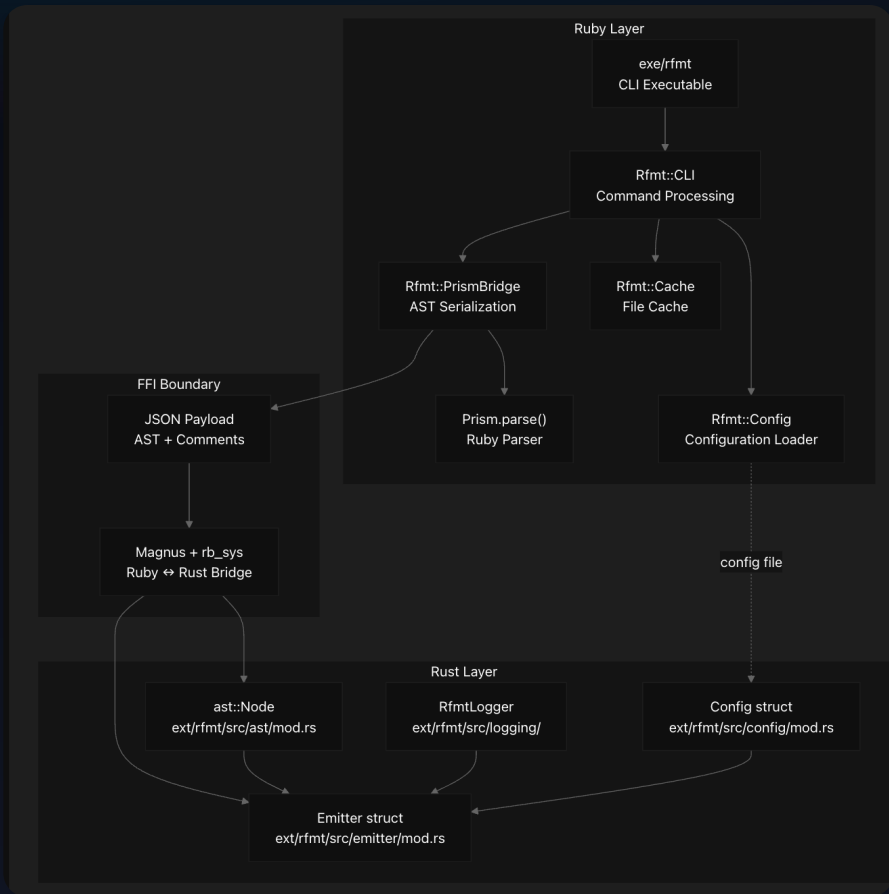 Ruby Layer
exe/rfmt
CLI Executable
Rfmt::CLI
Command Processing
Rfmt::PrismBridge
AST Serialization
Rfmt::Cache
File Cache
FFI Boundary
JSON Payload
AST + Comments
Prism.parse()
Ruby Parser
Rfmt::Config
Configuration Loader
Magnus + rb_sys
Ruby ↔ Rust Bridge
config file
Rust Layer
ast::Node
ext/rfmt/src/ast/mod.rs
RfmtLogger
ext/rfmt/src/logging/
Config struct
ext/rfmt/src/config/mod.rs
Emitter struct
ext/rfmt/src/emitter/mod.rs